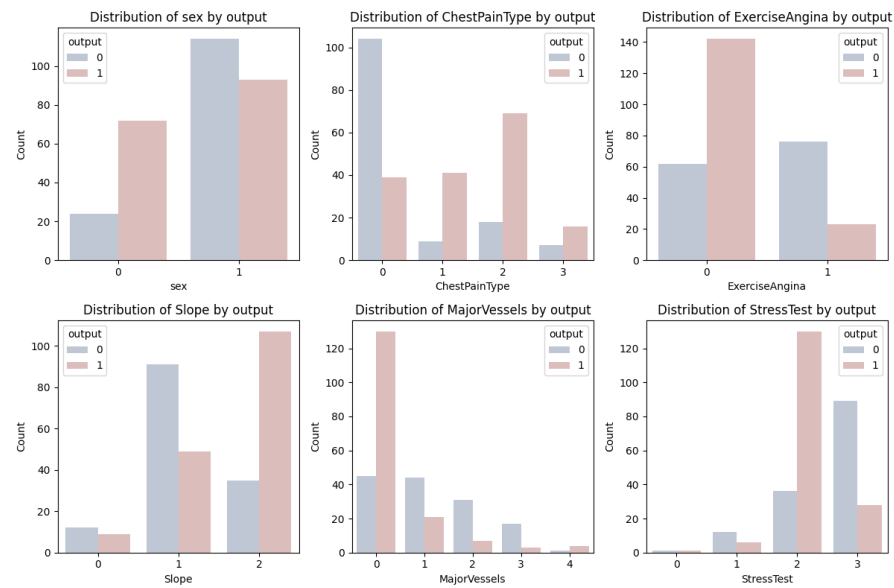 Distribution of sex by output
output
0
1
100
80
60
40
20
0
Count
0 1
sex
Distribution of ChestPainType by output
output
0
1
100
80
60
40
20
0
Count
0 1 2 3
ChestPainType
Distribution of ExerciseAngina by output
output
0
1
140
120
100
80
60
40
20
0
Count
0 1
ExerciseAngina
Distribution of Slope by output
output
0
1
100
80
60
40
20
0
Count
0 1 2
Slope
Distribution of MajorVessels by output
output
0
1
120
100
80
60
40
20
0
Count
0 1 2 3 4
MajorVessels
Distribution of StressTest by output
output
0
1
120
100
80
60
40
20
0
Count
0 1 2 3
StressTest